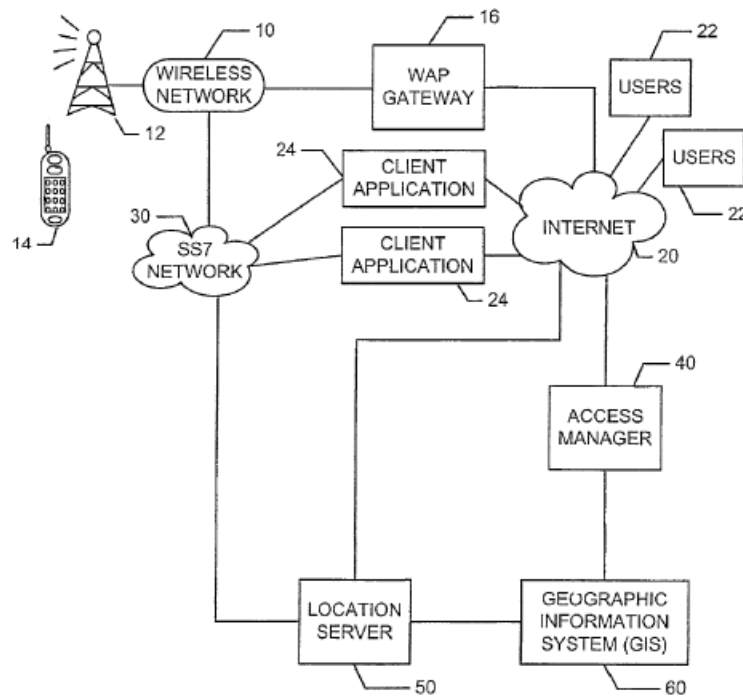 10
WIRELESS
NETWORK
12
14
16
WAP
GATEWAY
22
USERS
USERS
22
24
CLIENT
APPLICATION
30
SS7
NETWORK
CLIENT
APPLICATION
24
INTERNET
20
40
ACCESS
MANAGER
LOCATION
SERVER
50
GEOGRAPHIC
INFORMATION
SYSTEM (GIS)
60